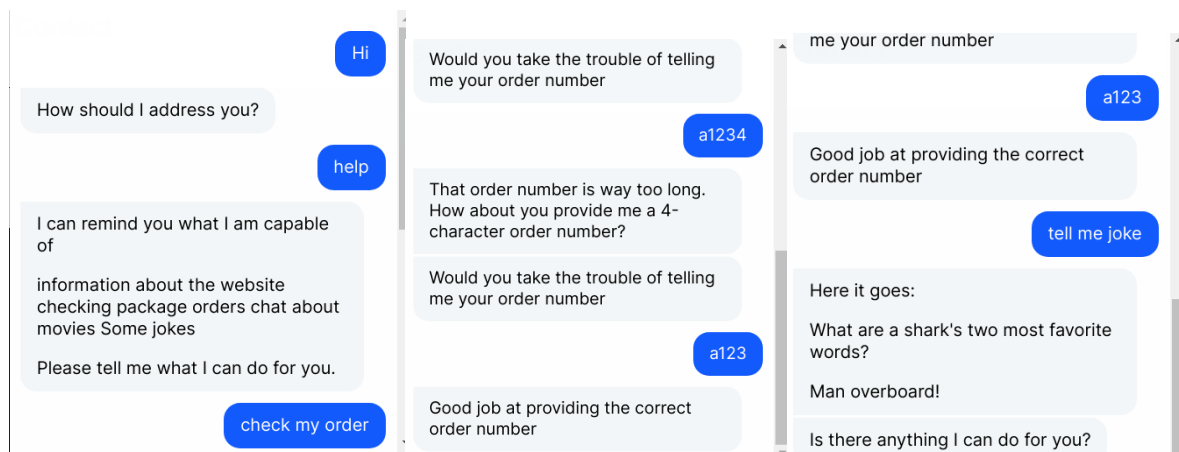 Hi
How should I address you?
help
I can remind you what I am capable
of
information about the website
checking package orders chat about
movies Some jokes
Please tell me what I can do for you.
check my order
Would you take the trouble of telling
me your order number
a1234
That order number is way too long.
How about you provide me a 4-
character order number?
Would you take the trouble of telling
me your order number
a123
Good job at providing the correct
order number
me your order number
a123
Good job at providing the correct
order number
tell me joke
Here it goes:
What are a shark's two most favorite
words?
Man overboard!
Is there anything I can do for you?